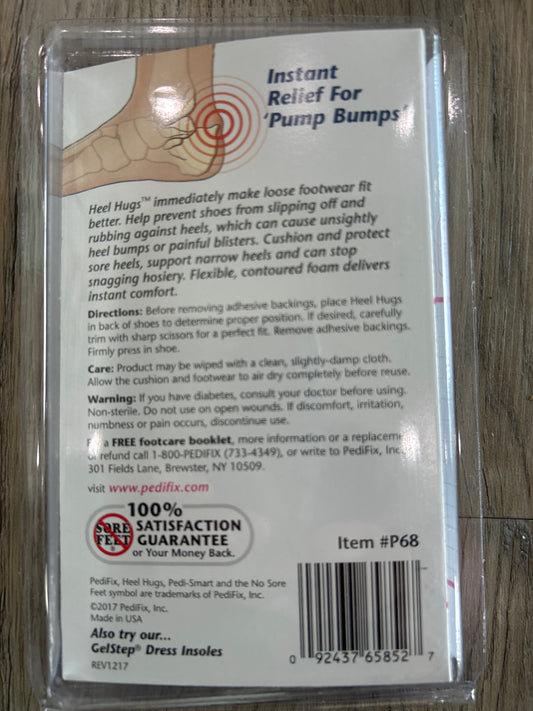 Instant
Relief For
'Pump Bumps'
Heel Hugs™ immediately make loose footwear fit
better. Help prevent shoes from slipping off and
rubbing against heels, which can cause unsightly
heel bumps or painful blisters. Cushion and protect
sore heels, support narrow heels and can stop
snagging hosiery. Flexible, contoured foam delivers
instant comfort.
Directions: Before removing adhesive backings, place Heel Hugs
in back of shoes to determine proper position. If desired, carefully
trim with sharp scissors for a perfect fit. Remove adhesive backings.
Firmly press in shoe.
Care: Product may be wiped with a clean, slightly-damp cloth.
Allow the cushion and footwear to air dry completely before reuse.
Warning: If you have diabetes, consult your doctor before using.
Non-sterile. Do not use on open wounds. If discomfort, irritation,
numbness or pain occurs, discontinue use.
a FREE footcare booklet, more information or a replaceme
refund call 1-800-PEDIFIX (733-4349), or write to PediFix, Inc.
301 Fields Lane, Brewster, NY 10509.
visit www.pedifix.com
SORE
FEET
®
100%
SATISFACTION
GUARANTEE
or Your Money Back.
Item #P68
PediFix, Heel Hugs, Pedi-Smart and the No Sore
Feet symbol are trademarks of PediFix, Inc.
©2017 PediFix, Inc.
Made in USA
Also try our...
GelStep® Dress Insoles
REV1217
0 92437 65852 7